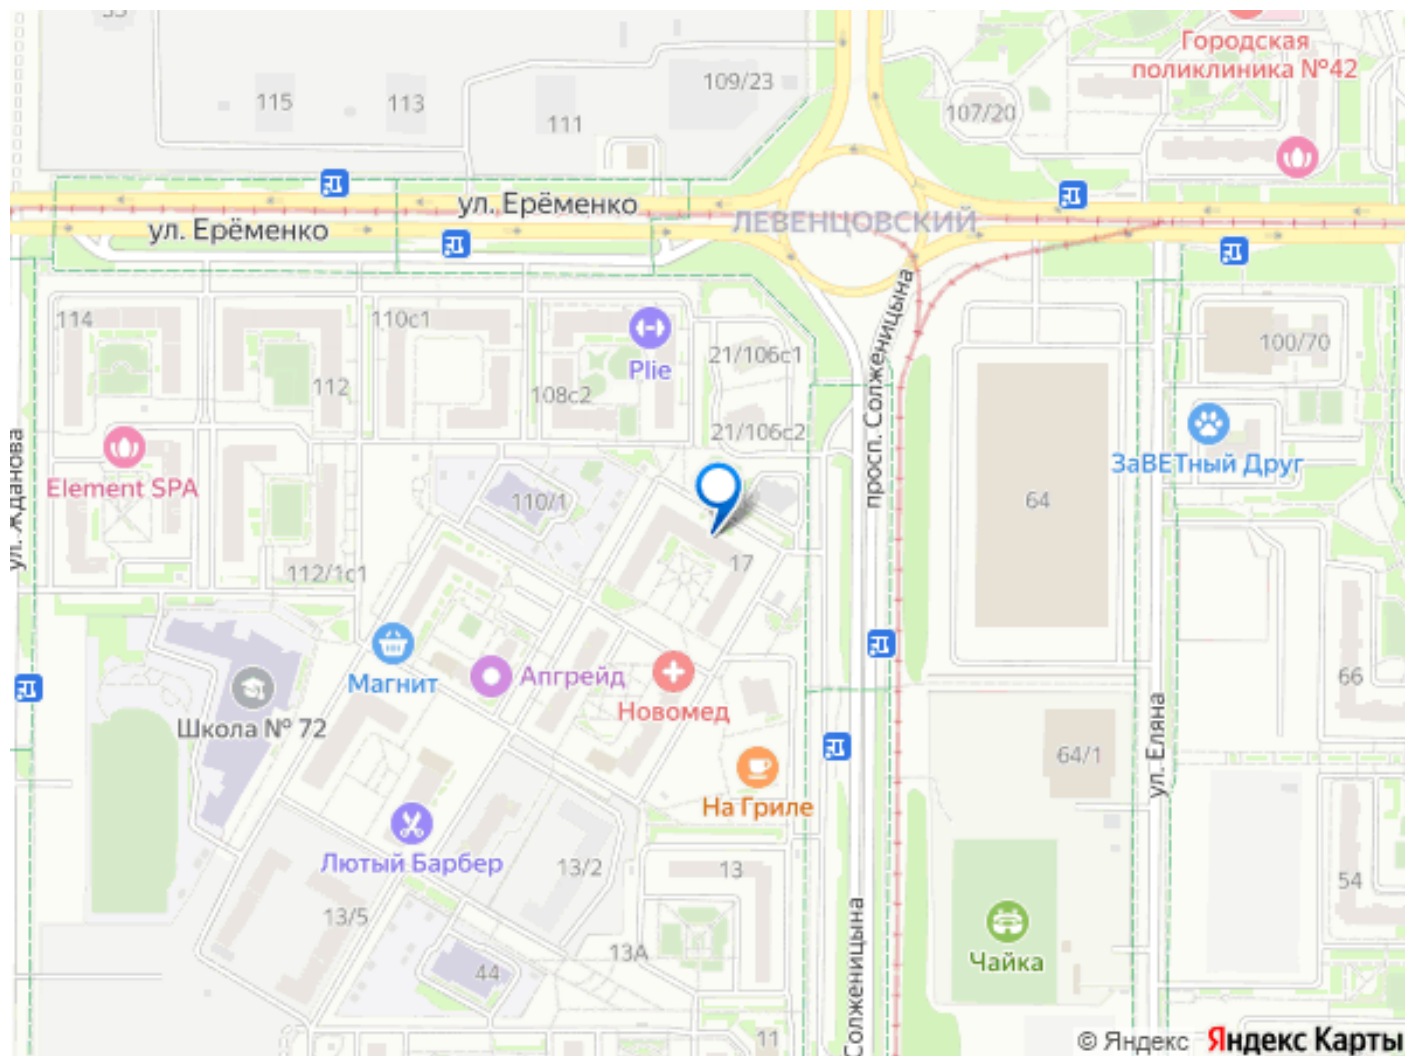 Городская
поликлиника №42
109/23
115
113
111
107/20
ул. Ерёменко
ул. Ерёменко
ЛЕВЕНЦОВСКИЙ
114
110с1
Plie
просп. Солженицына
100/70
21/106с1
112
108с2
21/106с2
ул. Жданова
ЗаВЕТный Друг
Element SPA
110/1
64
17
112/1с1
Апгрейд
Магнит
66
Новомед
Школа № 72
ул. Еляна
64/1
На Гриле
Лютый Барбер
13/2
13
54
13/5
13А
Солженицына
Чайка
44
11
© Яндекс Яндекс Карты